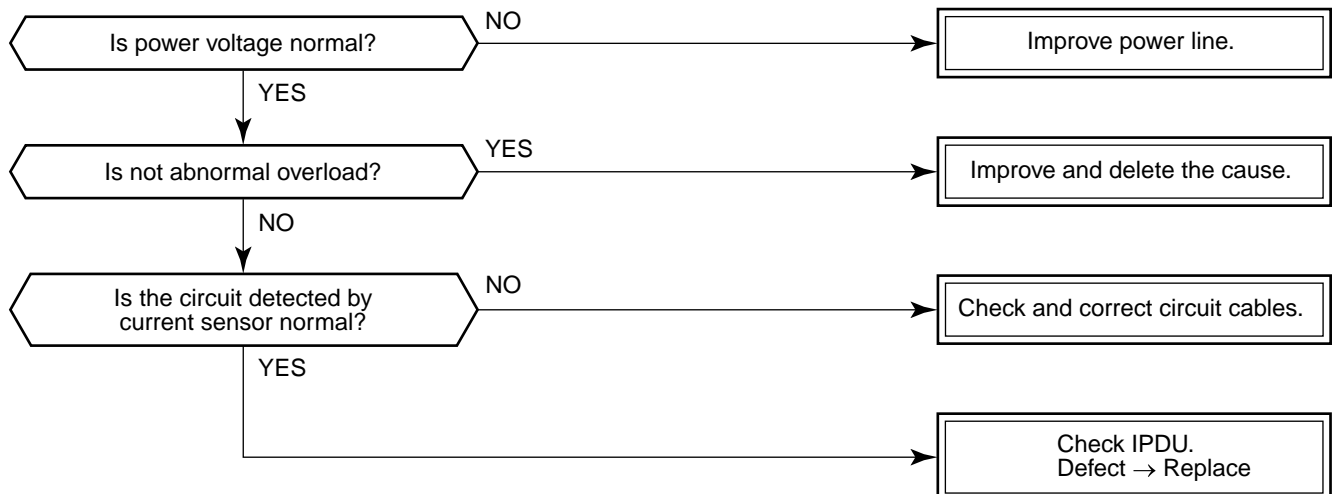 Is power voltage normal?
NO
Improve power line.
YES
Is not abnormal overload?
YES
Improve and delete the cause.
NO
Is the circuit detected by
current sensor normal?
NO
Check and correct circuit cables.
YES
Check IPDU.
Defect → Replace